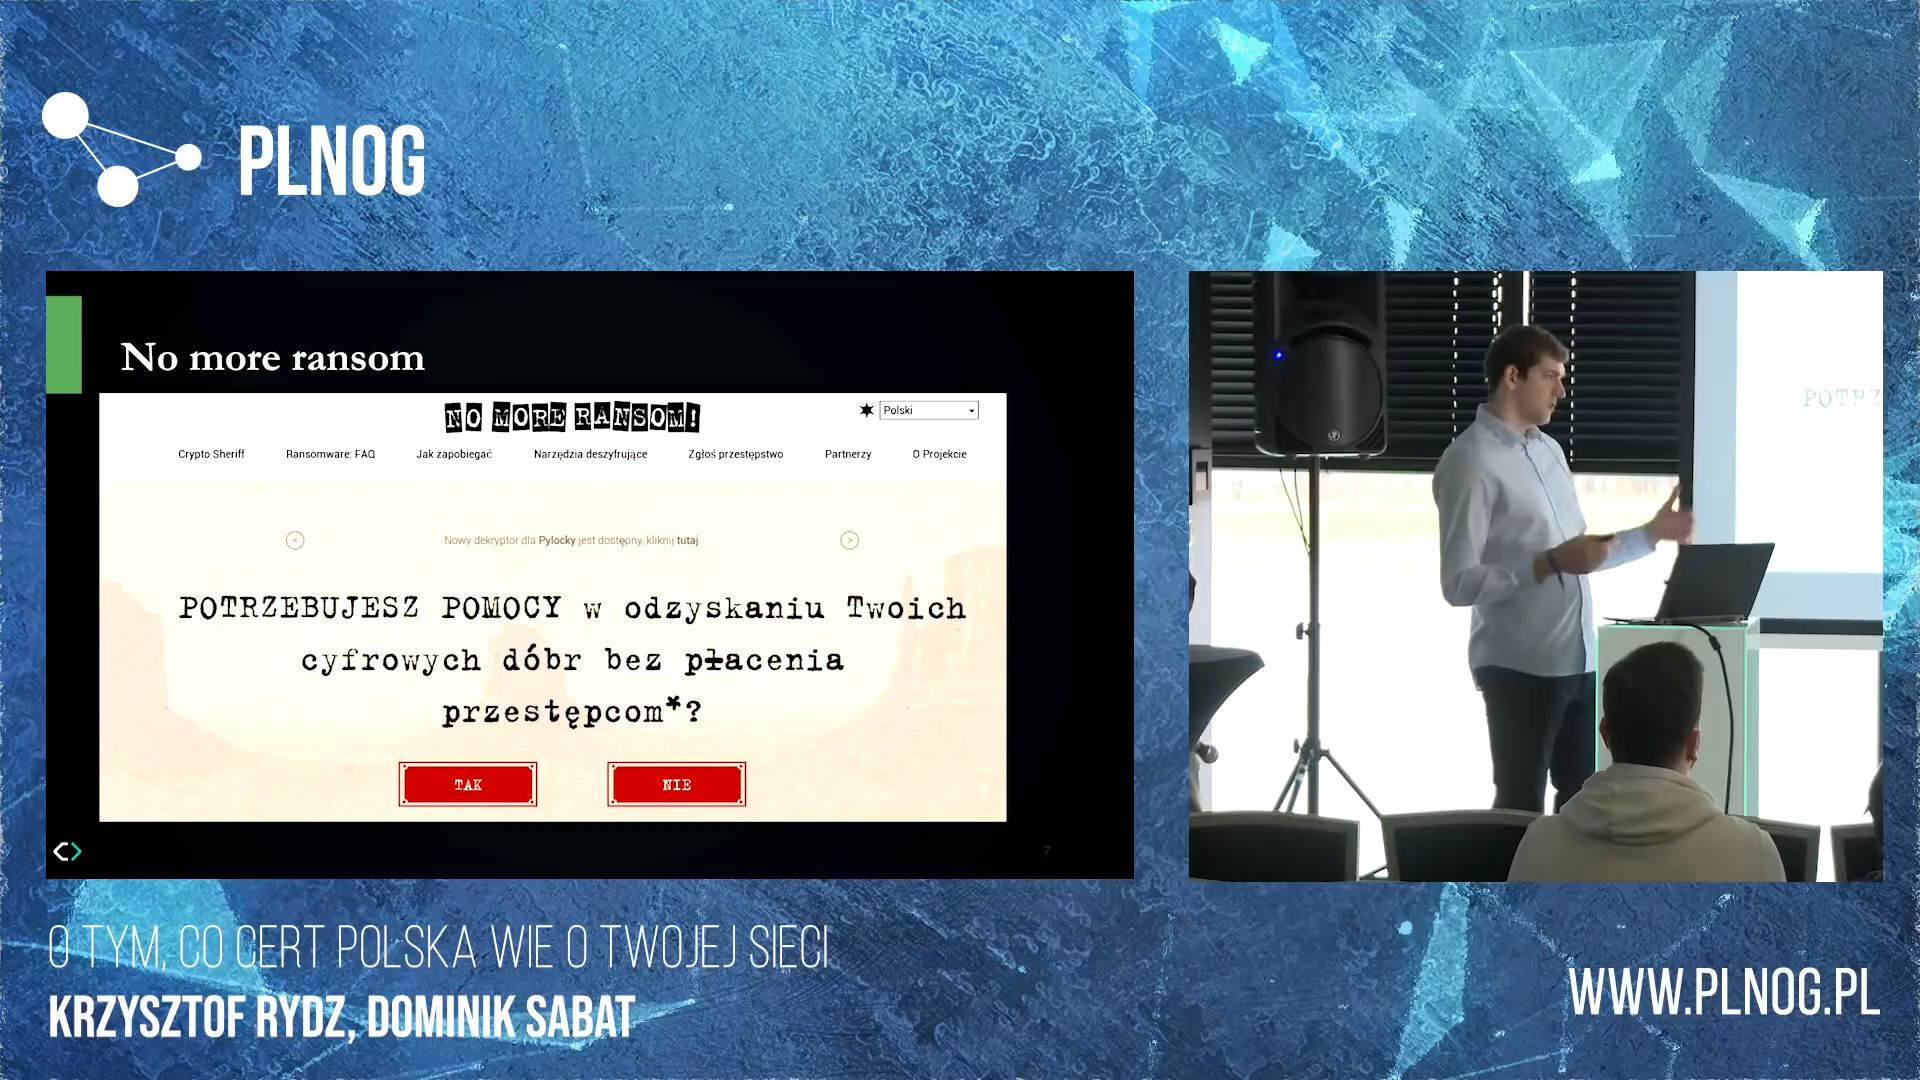 PLNOG
No more ransom
NO MORE RANSOM!
Polski
Crypto Sheriff Ransomware: FAQ Jak zapobiegać Narzędzia deszyfrujące Zgłoś przestępstwo Partnerzy O Projekcie
< Nowy dekryptor dla Pylocky jest dostępny, kliknij tutaj. >
POTRZEBUJESZ POMOCY w odzyskaniu Twoich
cyfrowych dóbr bez płacenia
przestępcom*?
TAK NIE
7
POTRZ
O TYM, CO CERT POLSKA WIE O TWOJEJ SIECI
KRZYSZTOF RYDZ, DOMINIK SABAT
WWW.PLNOG.PL